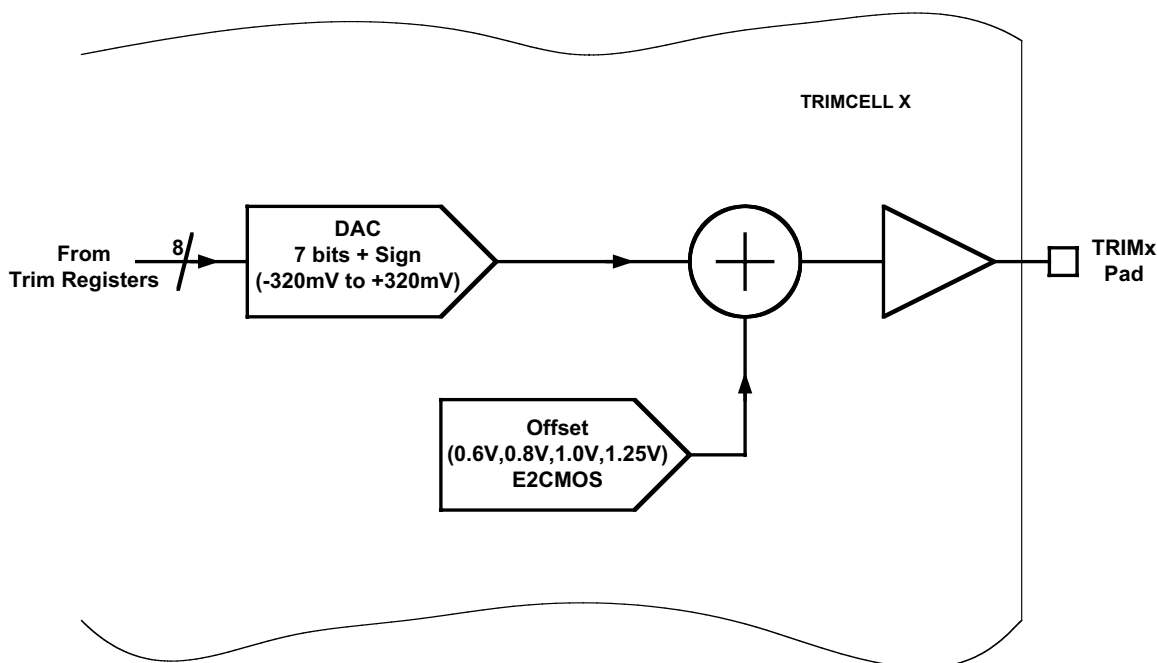 TRIMCELL X
DAC
7 bits + Sign
(-320mV to +320mV)
8
From
Trim Registers
TRIMx
Pad
Offset
(0.6V,0.8V,1.0V,1.25V)
E2CMOS